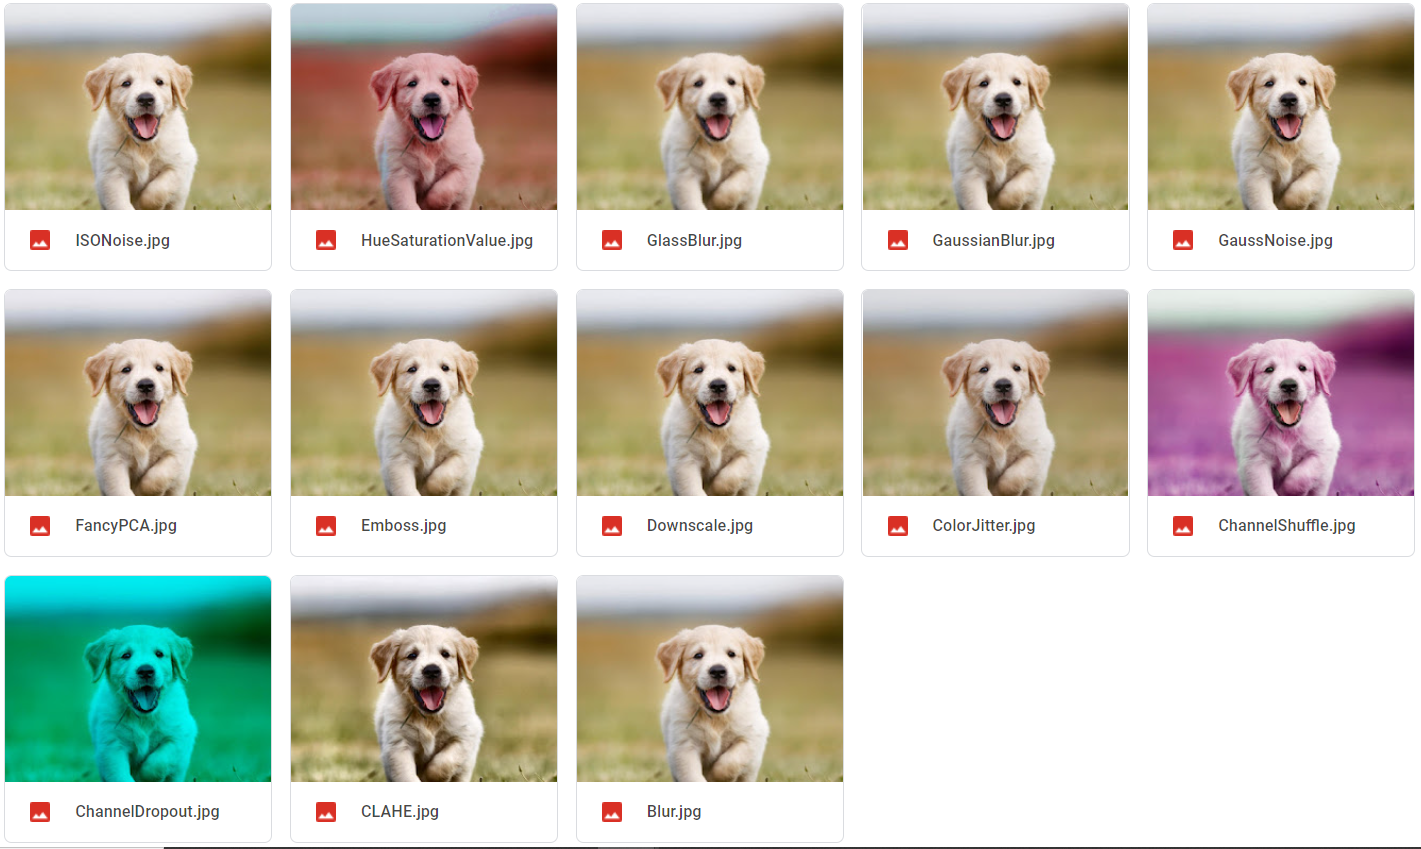 ISONoise.jpg
HueSaturationValue.jpg
GlassBlur.jpg
GaussianBlur.jpg
GaussNoise.jpg
FancyPCA.jpg
Emboss.jpg
Downscale.jpg
ColorJitter.jpg
ChannelShuffle.jpg
ChannelDropout.jpg
CLAHE.jpg
Blur.jpg